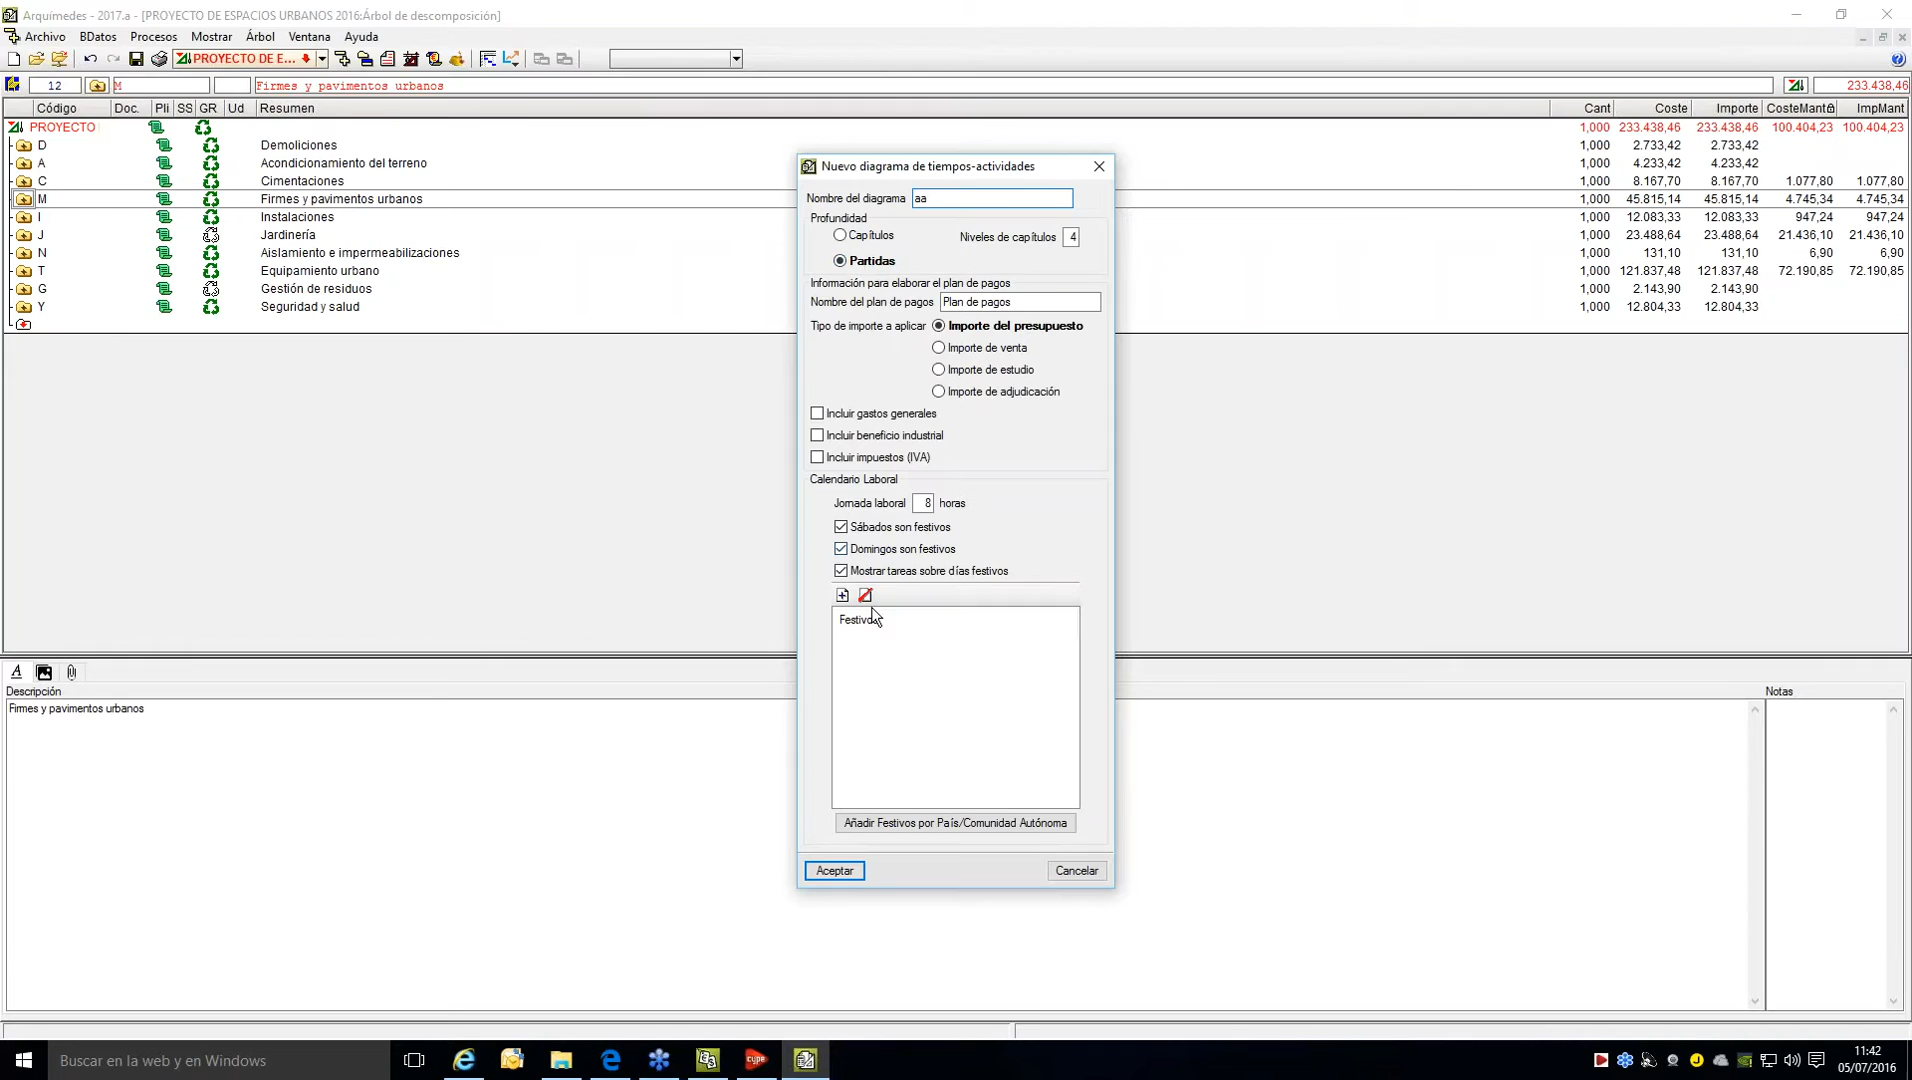 Arquímedes - 2017.a - [PROYECTO DE ESPACIOS URBANOS 2016:Árbol de descomposición]
Archivo BDatos Procesos Mostrar Árbol Ventana Ayuda
PROYECTO DE E...
12 M Firmes y pavimentos urbanos 233.438,46
Código Doc. Pli SS GR Ud Resumen Cant Coste Importe CosteMant ImpMant
PROYECTO 1,000 233.438,46 233.438,46 100.404,23 100.404,23
D Demoliciones 1,000 2.733,42 2.733,42
A Acondicionamiento del terreno 1,000 4.233,42 4.233,42
C Cimentaciones 1,000 8.167,70 8.167,70 1.077,80 1.077,80
M Firmes y pavimentos urbanos 1,000 45.815,14 45.815,14 4.745,34 4.745,34
I Instalaciones 1,000 12.083,33 12.083,33 947,24 947,24
J Jardinería 1,000 23.488,64 23.488,64 21.436,10 21.436,10
N Aislamiento e impermeabilizaciones 1,000 131,10 131,10 6,90 6,90
T Equipamiento urbano 1,000 121.837,48 121.837,48 72.190,85 72.190,85
G Gestión de residuos 1,000 2.143,90 2.143,90
Y Seguridad y salud 1,000 12.804,33 12.804,33
Nuevo diagrama de tiempos-actividades
Nombre del diagrama aa
Profundidad
Capítulos Niveles de capítulos 4
Partidas
Información para elaborar el plan de pagos
Nombre del plan de pagos Plan de pagos
Tipo de importe a aplicar Importe del presupuesto
Importe de venta
Importe de estudio
Importe de adjudicación
Incluir gastos generales
Incluir beneficio industrial
Incluir impuestos (IVA)
Calendario Laboral
Jornada laboral 8 horas
Sábados son festivos
Domingos son festivos
Mostrar tareas sobre días festivos
Añadir Festivos por País/Comunidad Autónoma
Aceptar Cancelar
A
Descripción Notas
Firmes y pavimentos urbanos
Buscar en la web y en Windows
cype
11:42
05/07/2016